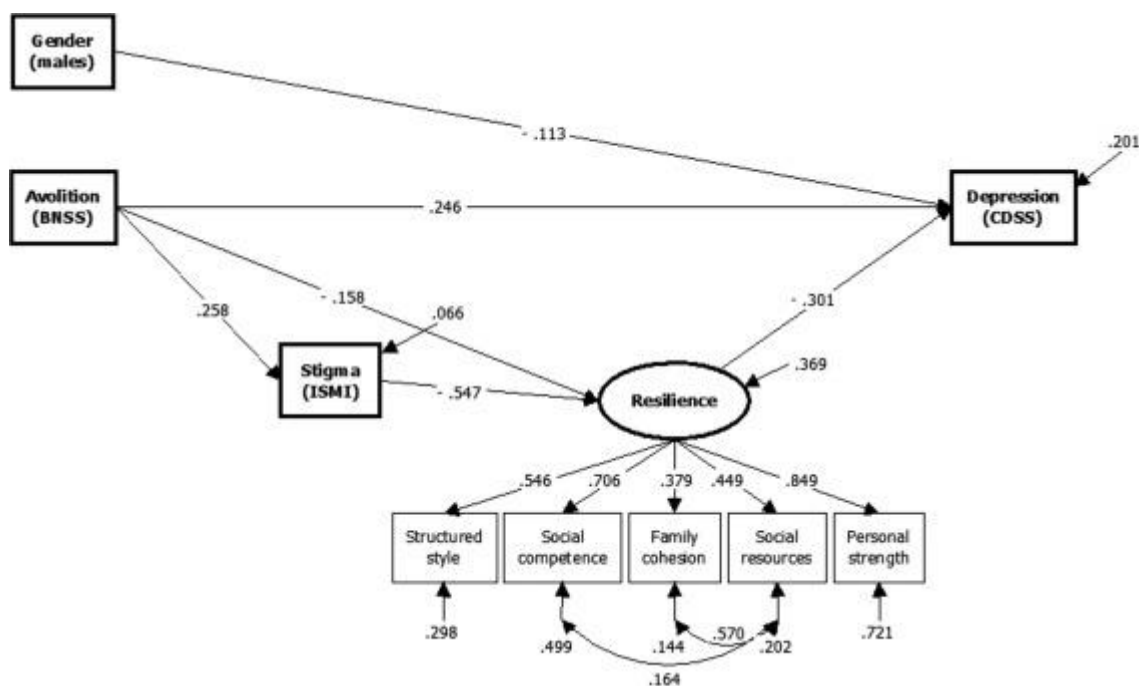 Gender
(males)
- .113
.201
Avolition
(BNSS)
.246
Depression
(CDSS)
.258
- .158
.066
- .301
Stigma
(ISMI)
- .547
Resilience
.369
.546
.706
.379
.449
.849
Structured
style
Social
competence
Family
cohesion
Social
resources
Personal
strength
.298
.499
.144
.570
.202
.721
.164